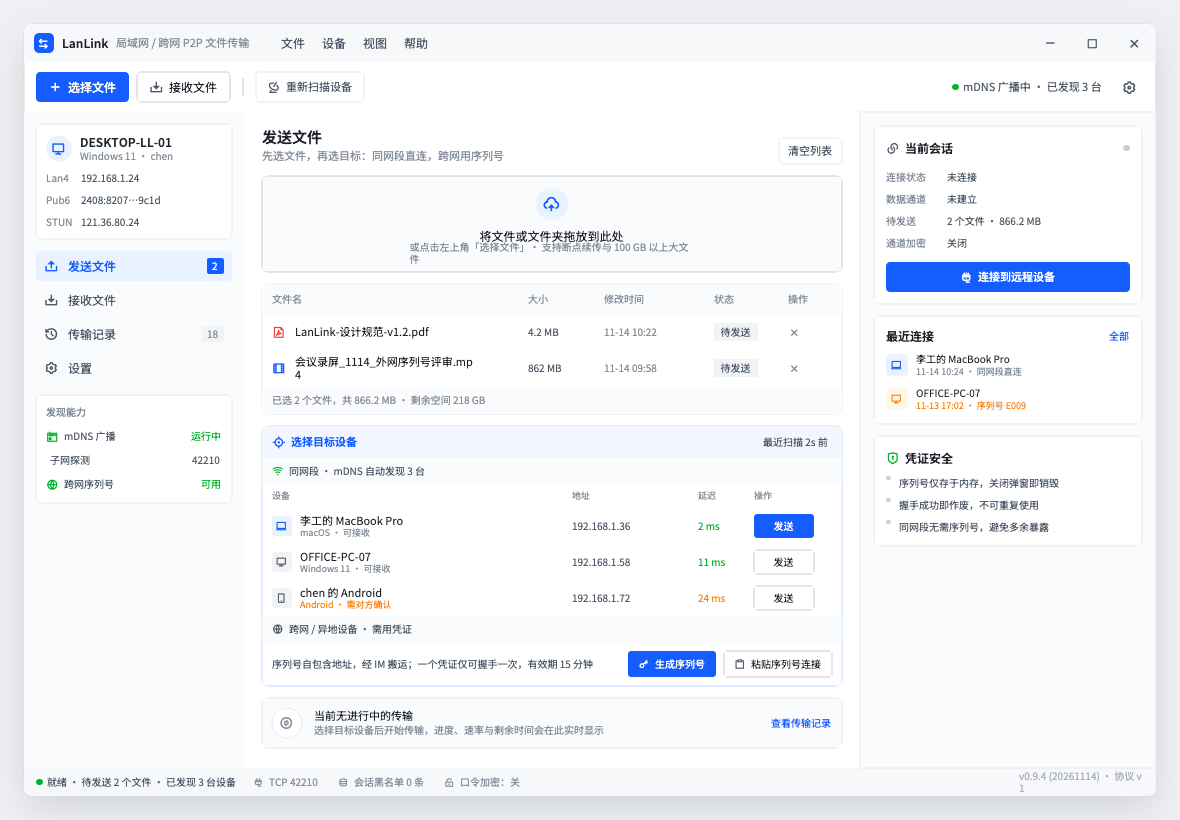 LanLink 局域网 / 跨网 P2P 文件传输 文件 设备 视图 帮助
选择文件 接收文件 重新扫描设备 mDNS 广播中 · 已发现 3 台
DESKTOP-LL-01
Windows 11 · chen
Lan4 192.168.1.24
Pub6 2408:8207···9c1d
STUN 121.36.80.24
发送文件 2
接收文件
传输记录 18
设置
发现能力
mDNS 广播 运行中
子网探测 42210
跨网序列号 可用
发送文件
先选文件，再选目标：同网段直连，跨网用序列号
清空列表
将文件或文件夹拖放到此处
或点击左上角「选择文件」 · 支持断点续传与 100 GB 以上大文
件
文件名 大小 修改时间 状态 操作
LanLink-设计规范-v1.2.pdf 4.2 MB 11-14 10:22 待发送
会议录屏_1114_外网序列号评审.mp
4 862 MB 11-14 09:58 待发送
已选 2 个文件，共 866.2 MB · 剩余空间 218 GB
选择目标设备 最近扫描 2s 前
同网段 · mDNS 自动发现 3 台
设备 地址 延迟 操作
李工的 MacBook Pro 192.168.1.36 2 ms 发送
macOS · 可接收
OFFICE-PC-07 192.168.1.58 11 ms 发送
Windows 11 · 可接收
chen 的 Android 192.168.1.72 24 ms 发送
Android · 需对方确认
跨网 / 异地设备 · 需用凭证
序列号自包含地址，经 IM 搬运；一个凭证仅可握手一次，有效期 15 分钟 生成序列号 粘贴序列号连接
当前无进行中的传输
选择目标设备后开始传输，进度、速率与剩余时间会在此实时显示
查看传输记录
当前会话
连接状态 未连接
数据通道 未建立
待发送 2 个文件 · 866.2 MB
通道加密 关闭
连接到远程设备
最近连接 全部
李工的 MacBook Pro
11-14 10:24 · 同网段直连
OFFICE-PC-07
11-13 17:02 · 序列号 E009
凭证安全
序列号仅存于内存，关闭弹窗即销毁
握手成功即作废，不可重复使用
同网段无需序列号，避免多余暴露
就绪 · 待发送 2 个文件 · 已发现 3 台设备 TCP 42210 会话黑名单 0 条 口令加密：关 v0.9.4 (20261114) · 协议 v
1